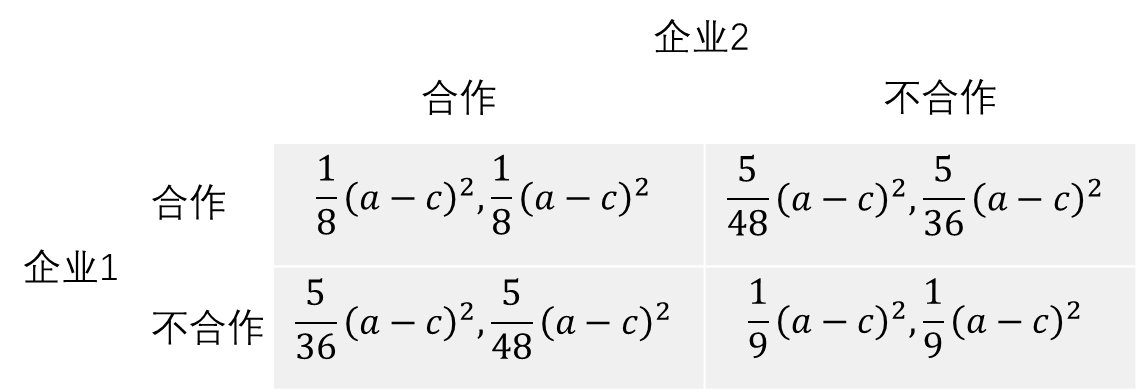 企业2
合作 不合作
合作 1/8(a − c)², 1/8(a − c)² 5/48(a − c)², 5/36(a − c)²
企业1
不合作 5/36(a − c)², 5/48(a − c)² 1/9(a − c)², 1/9(a − c)²